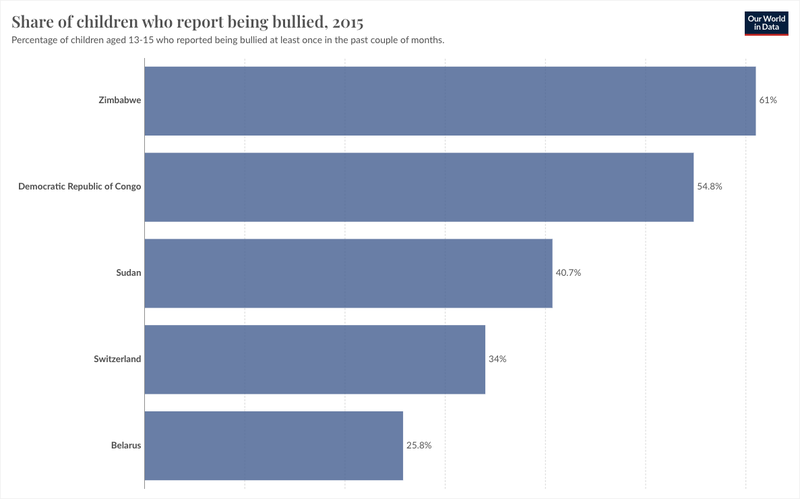 Share of children who report being bullied, 2015
Percentage of children aged 13-15 who reported being bullied at least once in the past couple of months.
Our World
in Data
Zimbabwe
61%
Democratic Republic of Congo
54.8%
Sudan
40.7%
Switzerland
34%
Belarus
25.8%